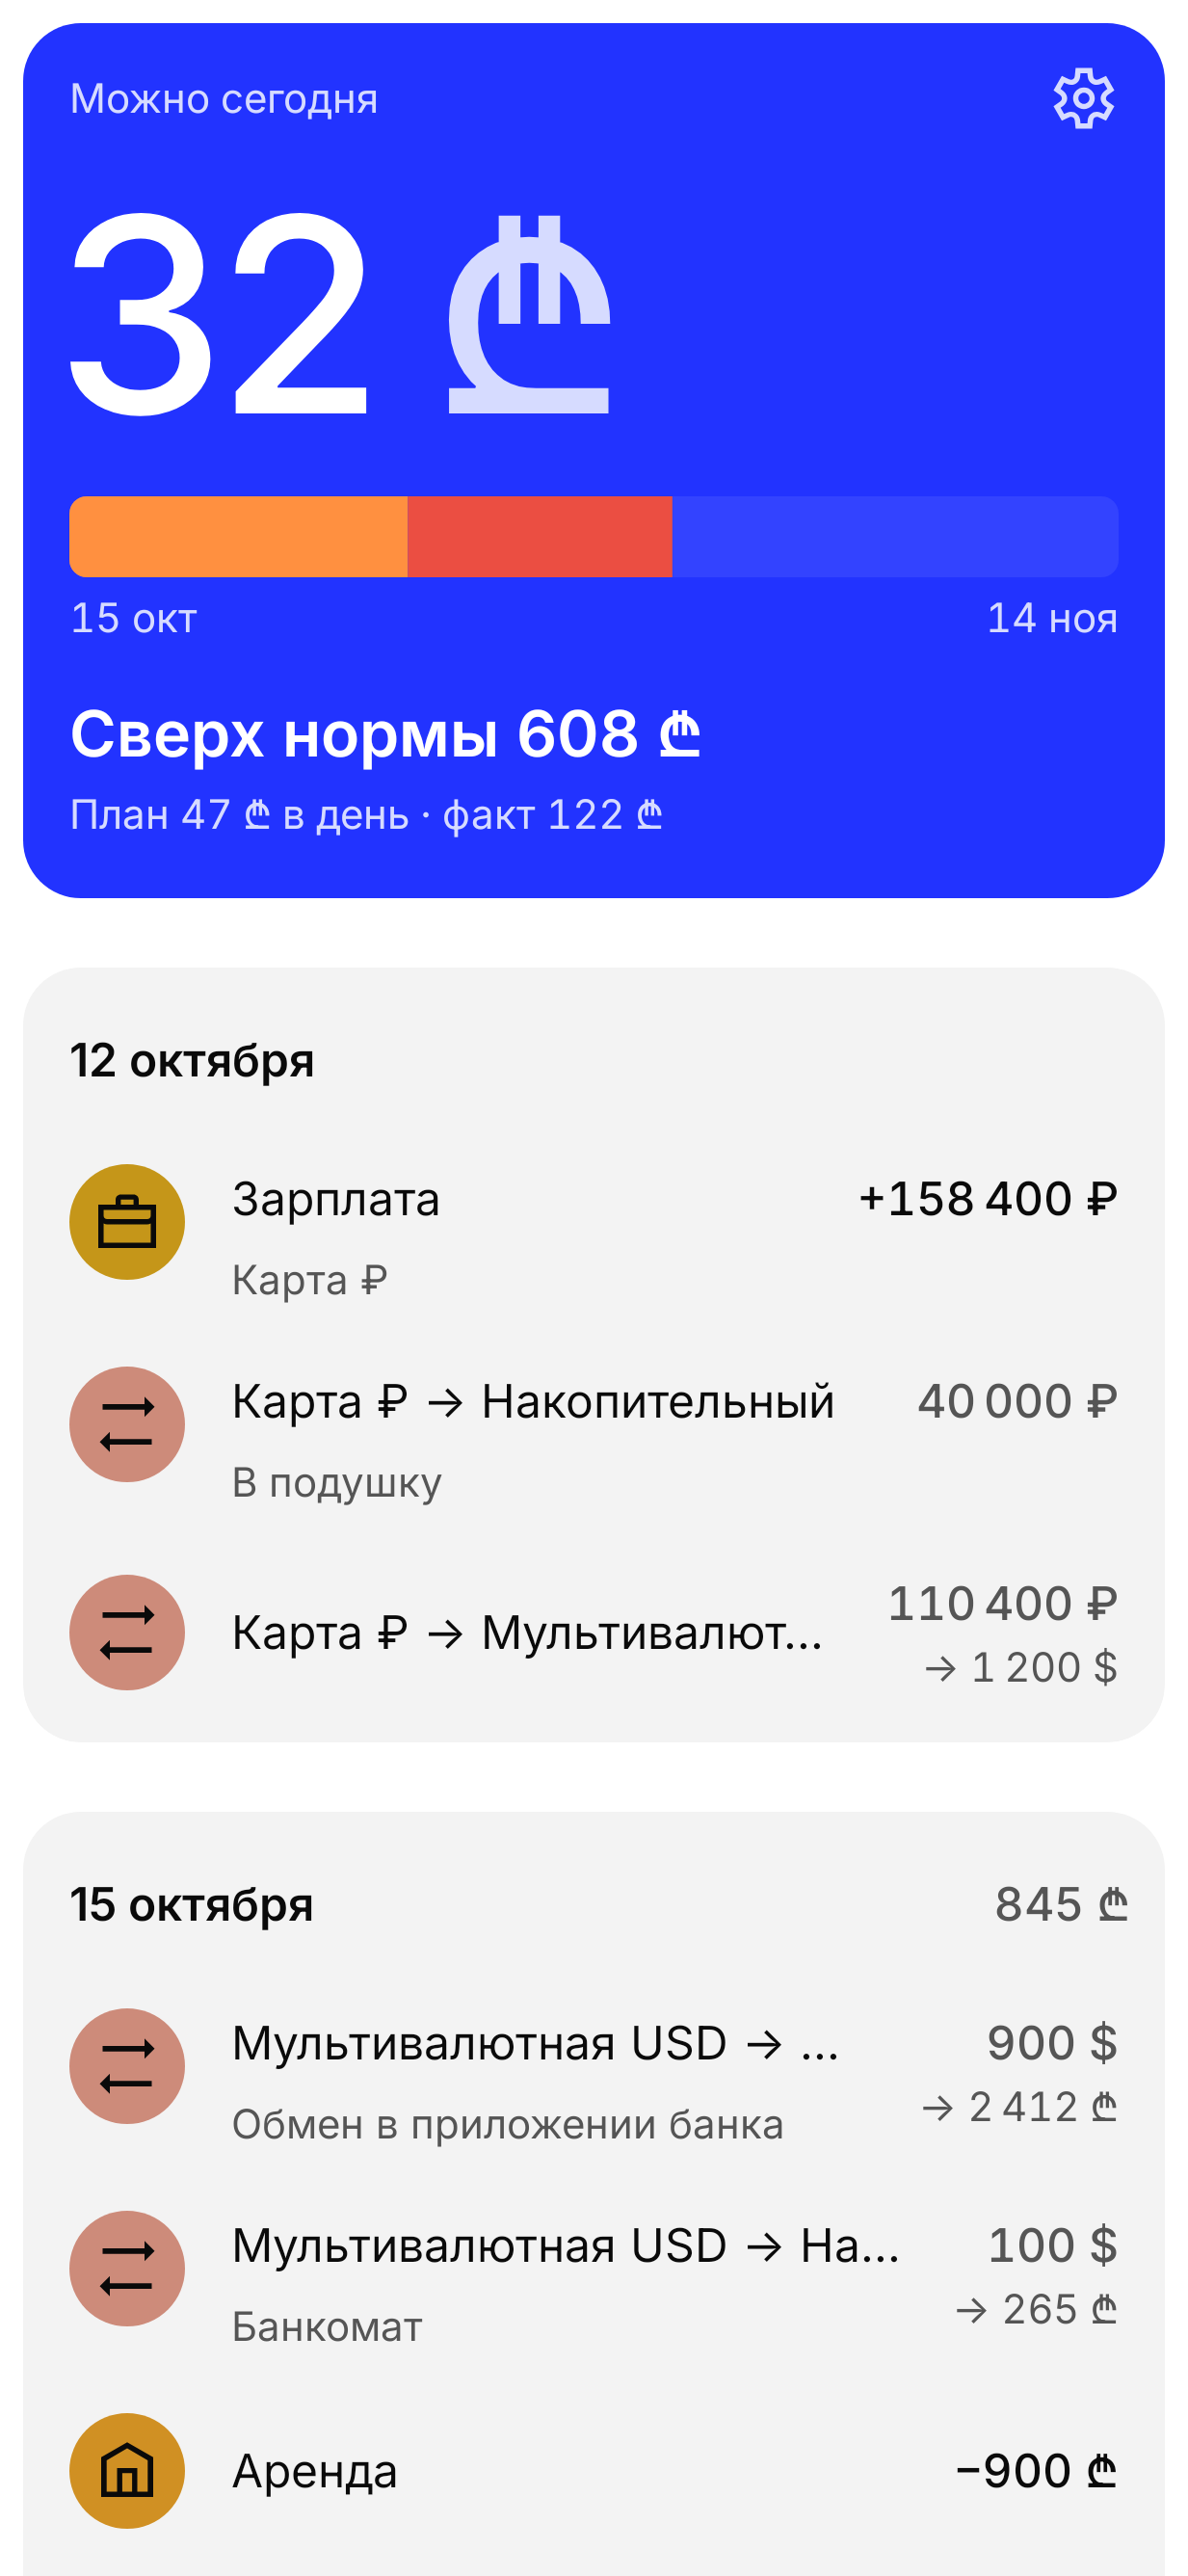 Можно сегодня
32 ₾
15 окт 14 ноя
Сверх нормы 608 ₾
План 47 ₾ в день · факт 122 ₾
12 октября
Зарплата +158 400 ₽
Карта ₽
Карта ₽ → Накопительный 40 000 ₽
В подушку
Карта ₽ → Мультивалют... 110 400 ₽
→ 1 200 $
15 октября 845 ₾
Мультивалютная USD → ... 900 $
→ 2 412 ₾
Обмен в приложении банка
Мультивалютная USD → На... 100 $
→ 265 ₾
Банкомат
Аренда −900 ₾